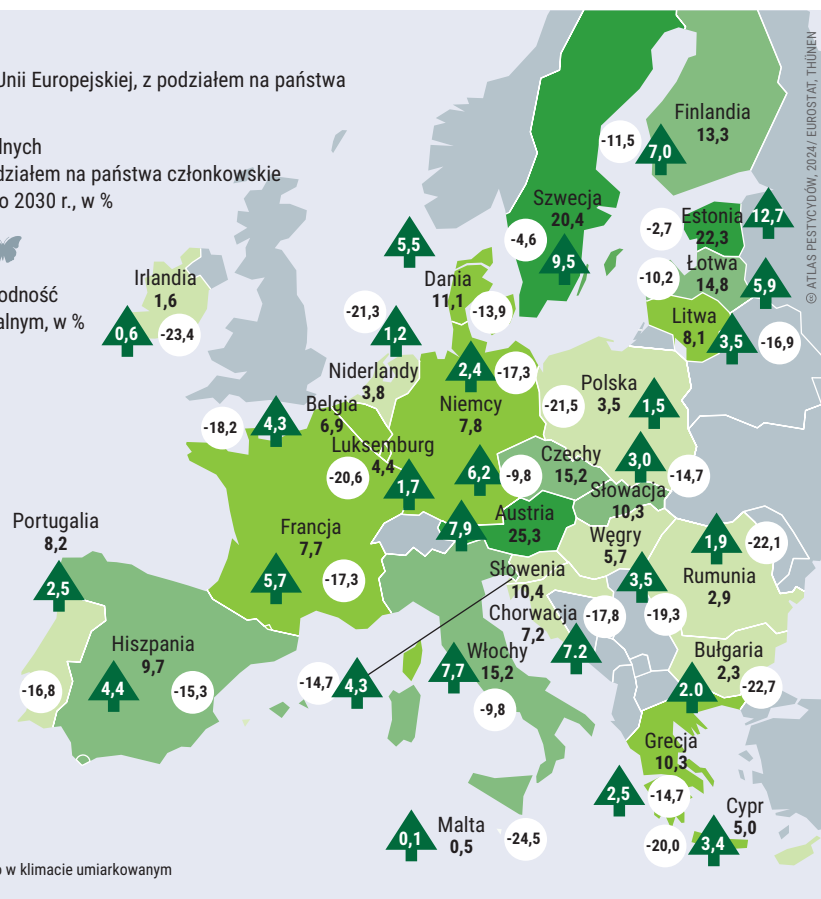 Unii Europejskiej, z podziałem na państwa
działem na państwa członkowskie
o 2030 r., w %
Finlandia
13,3
-11,5
7,0
Szwecja
20,4
-4,6
9,5
Estonia
22,3
-2,7
12,7
Łotwa
14,8
-10,2
5,9
Litwa
8,1
3,5
-16,9
5,5
Dania
11,1
-13,9
Irlandia
1,6
0,6
-23,4
-21,3
1,2
Niderlandy
3,8
Belgia
6,9
-18,2
4,3
Luksemburg
4,4
-20,6
1,7
2,4
-17,3
Niemcy
7,8
6,2
-9,8
Polska
3,5
-21,5
1,5
Czechy
15,2
3,0
-14,7
Słowacja
10,3
Austria
25,3
7,9
Węgry
5,7
3,5
-19,3
1,9
-22,1
Rumunia
2,9
Francja
7,7
5,7
-17,3
Portugalia
8,2
2,5
-16,8
Hiszpania
9,7
4,4
-15,3
Słowenia
10,4
-14,7
4,3
Chorwacja
7,2
-17,8
7.2
Włochy
15,2
7,7
-9,8
Bułgaria
2,3
2.0
-22,7
Grecja
10,3
2,5
-14,7
Cypr
5,0
-20,0
3,4
Malta
0,5
0,1
-24,5
w klimacie umiarkowanym
© ATLAS PESTYCYDÓW, 2024/ EUROSTAT, THÜNEN